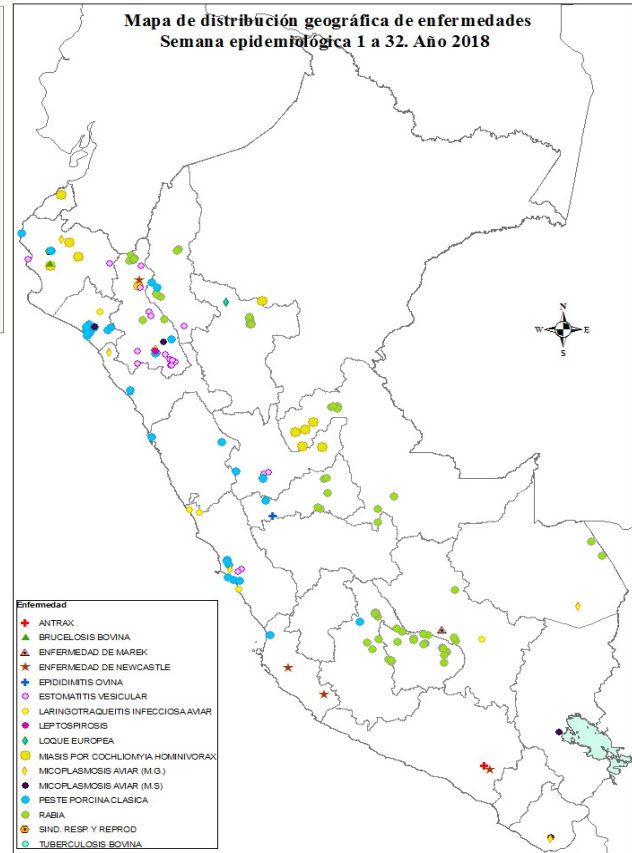 Mapa de distribución geográfica de enfermedades
Semana epidemiológica 1 a 32. Año 2018
N
W E
S
Enfermedad
ANTRAX
BRUCELOSIS BOVINA
ENFERMEDAD DE MAREK
ENFERMEDAD DE NEWCASTLE
EPIDIDIMITIS OVINA
ESTOMATITIS VESICULAR
LARINGOTRAQUEITIS INFECCIOSA AVIAR
LEPTOSPIROSIS
LOQUE EUROPEA
MIASIS POR COCHLIOMYIA HOMINIVORAX
MICOPLASMOSIS AVIAR (M.G.)
MICOPLASMOSIS AVIAR (M.S)
PESTE PORCINA CLASICA
RABIA
SIND. RESP. Y REPROD
TUBERCULOSIS BOVINA